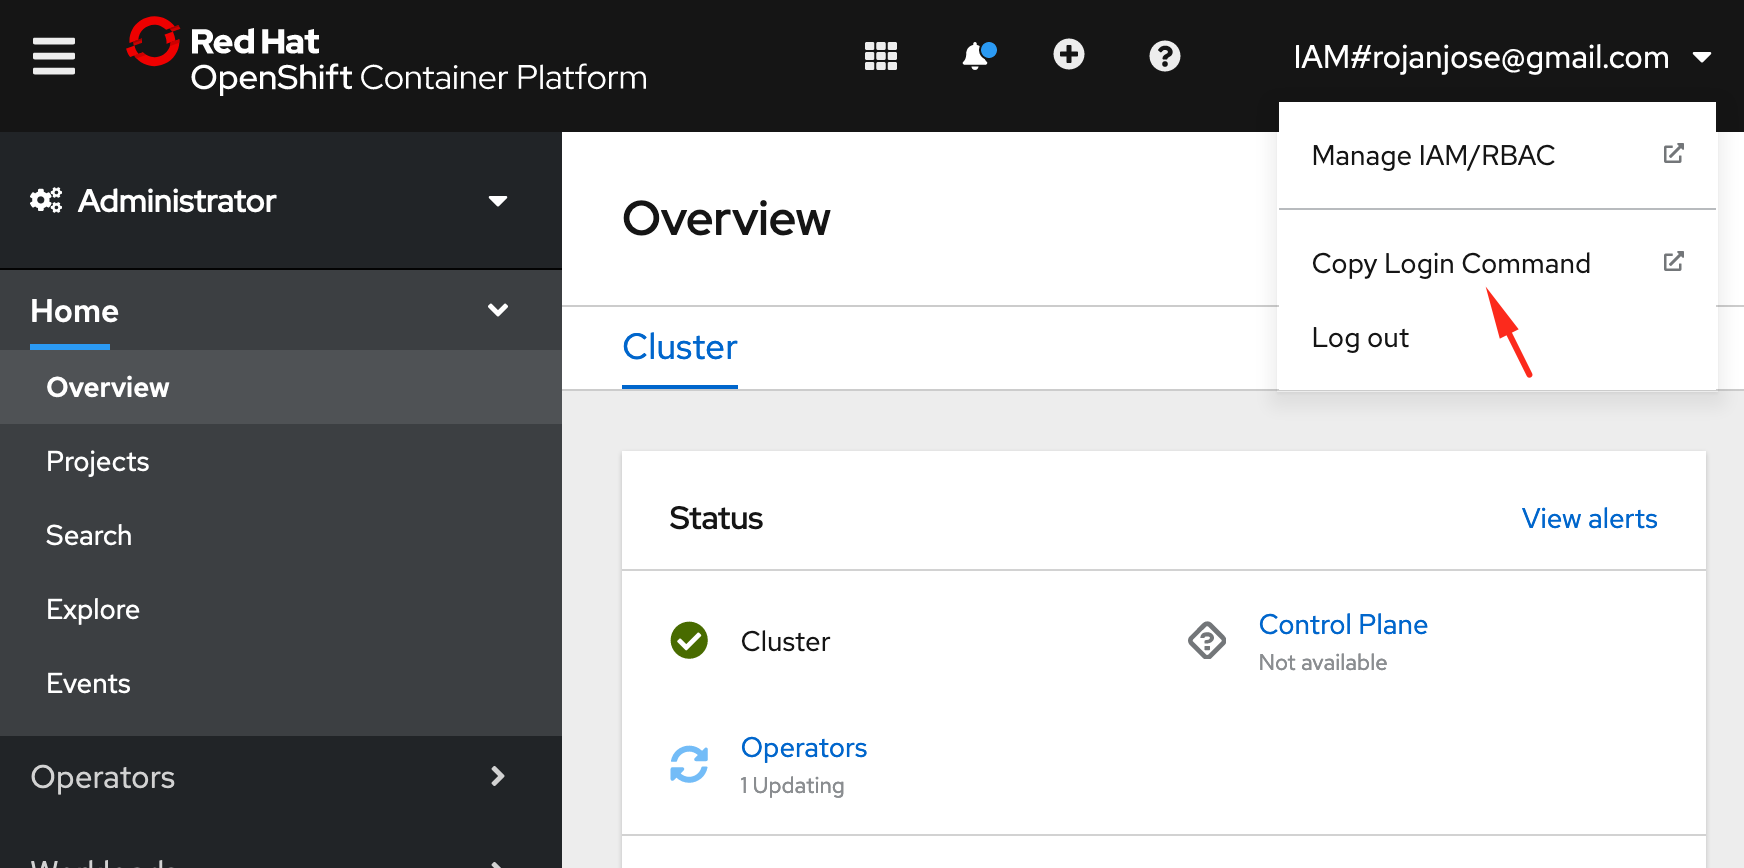 Red Hat
OpenShift Container Platform
IAM#rojanjose@gmail.com
Manage IAM/RBAC
Copy Login Command
Log out
Administrator
Home
Overview
Projects
Search
Explore
Events
Operators
Workloads
Overview
Cluster
Status
View alerts
Cluster
Control Plane
Not available
Operators
1 Updating